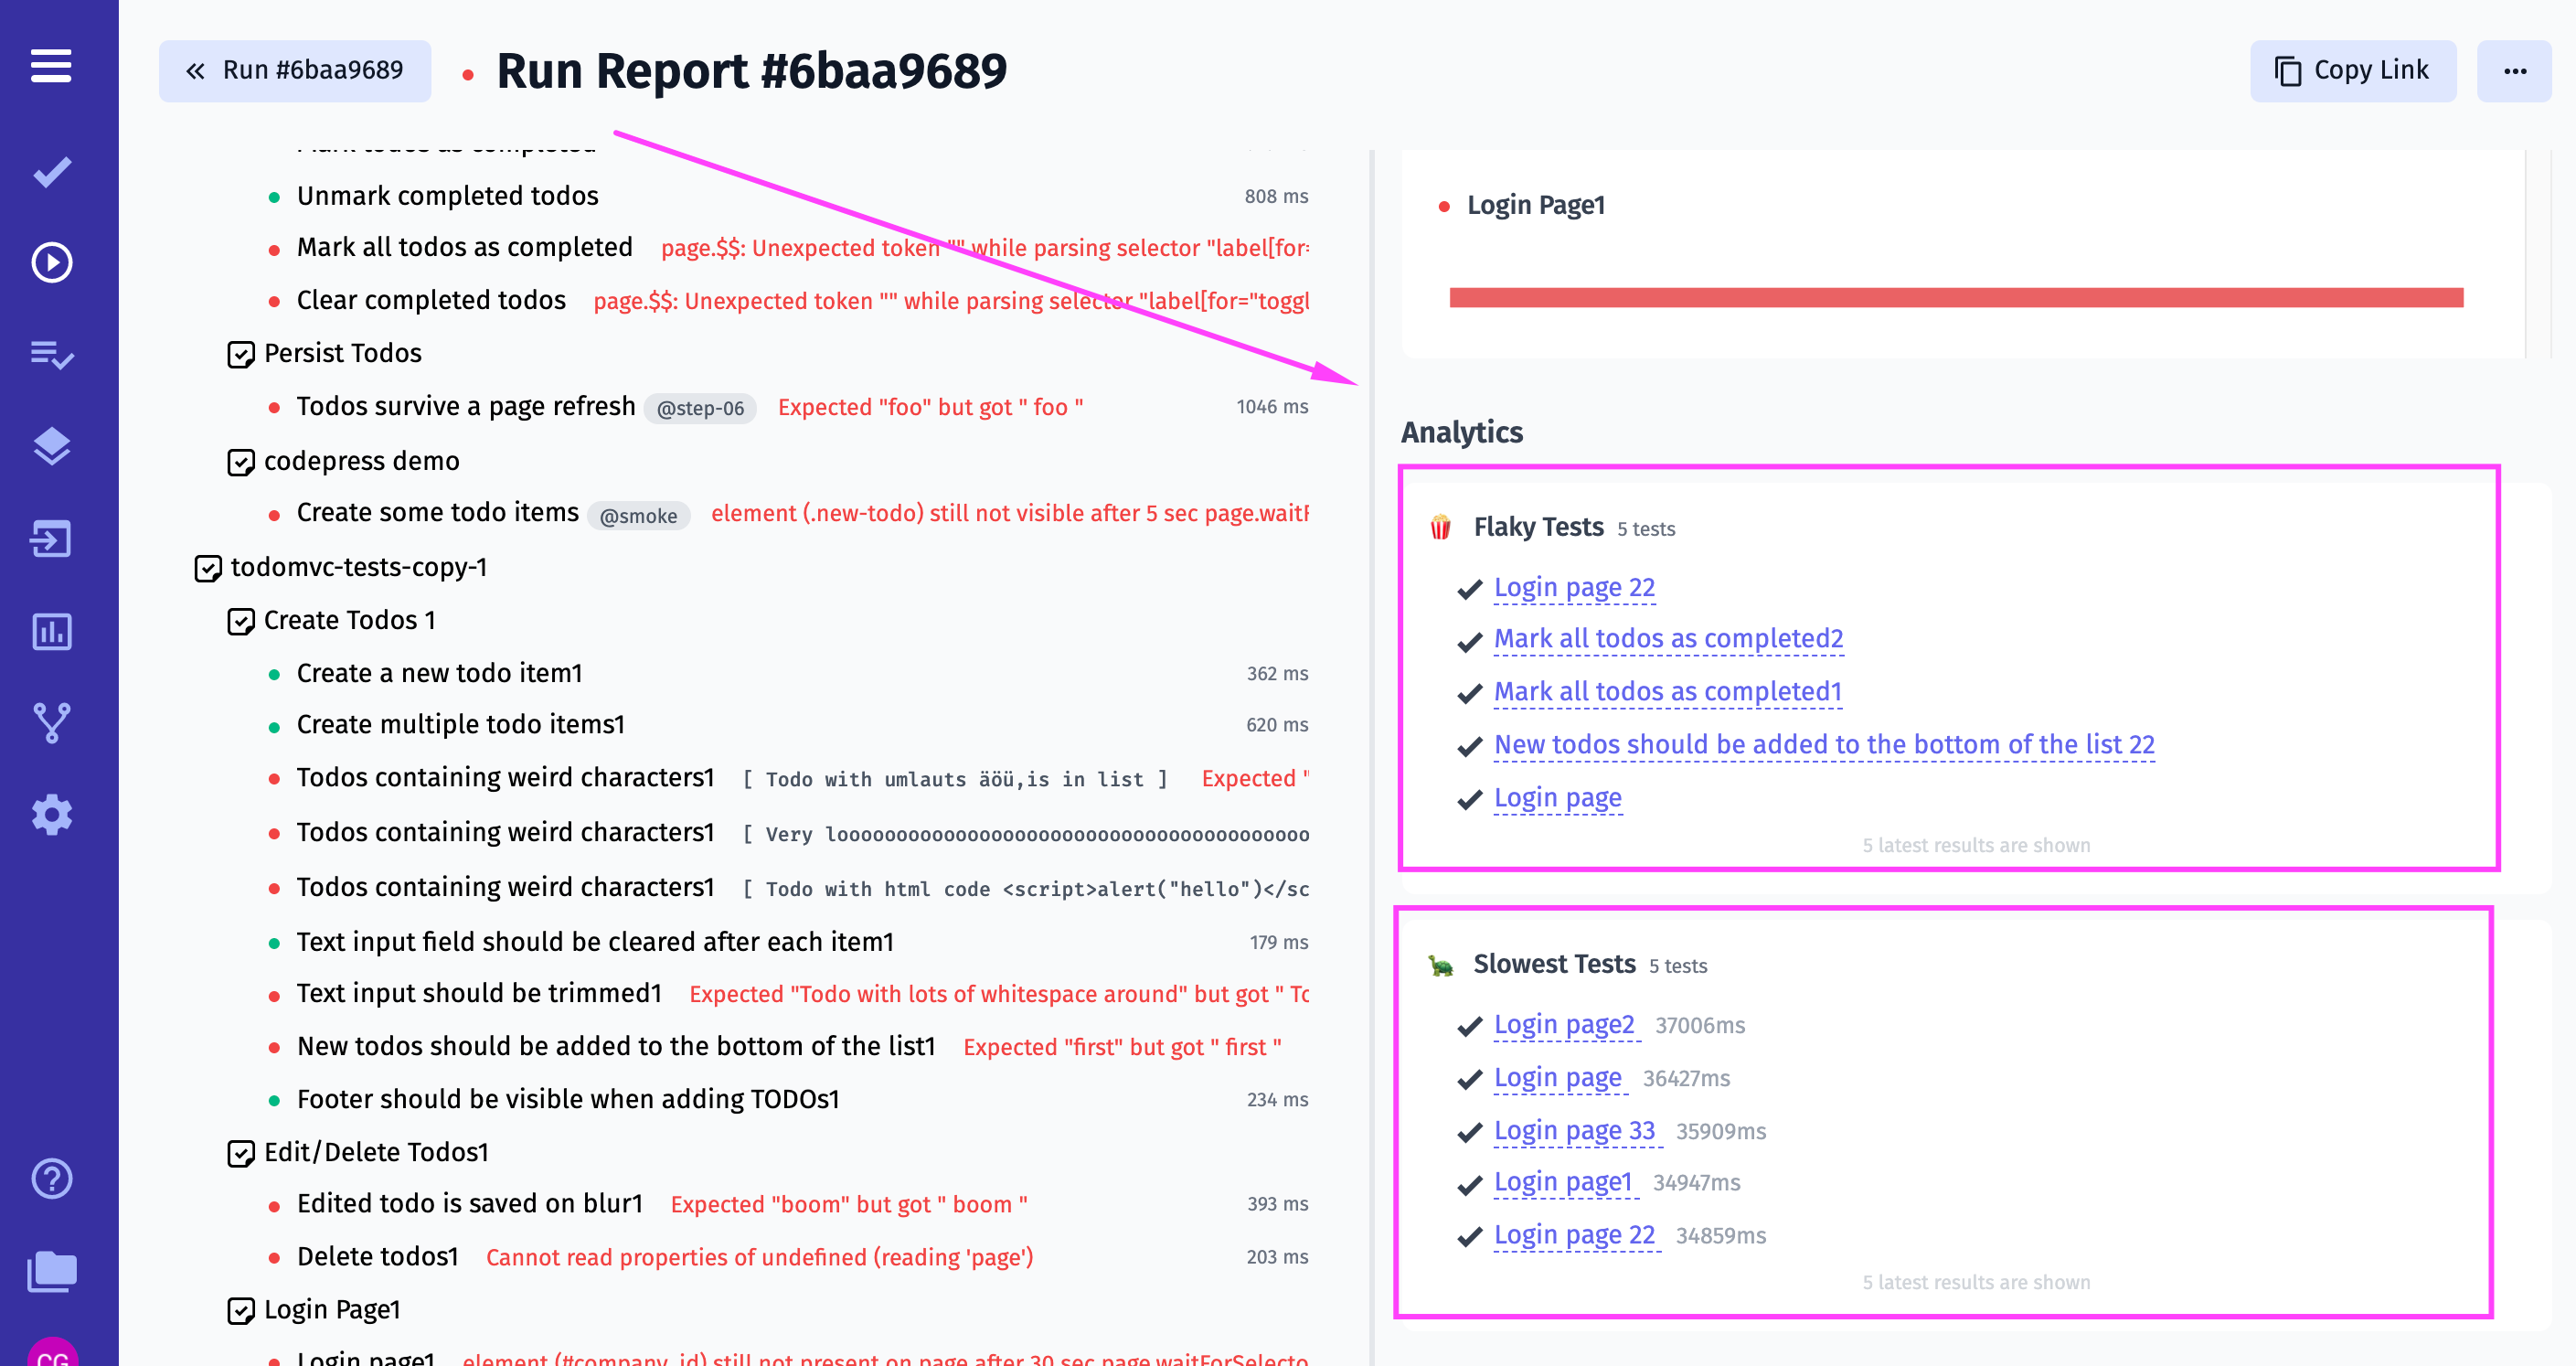 Run #6baa9689
Run Report #6baa9689
Copy Link
Mark todos as completed
Unmark completed todos 808 ms
Mark all todos as completed page.$$: Unexpected token "" while parsing selector "label[for=
Clear completed todos page.$$: Unexpected token "" while parsing selector "label[for="toggl
Persist Todos
Todos survive a page refresh @step-06 Expected "foo" but got " foo " 1046 ms
codepress demo
Create some todo items @smoke element (.new-todo) still not visible after 5 sec page.waitF
todomvc-tests-copy-1
Create Todos 1
Create a new todo item1 362 ms
Create multiple todo items1 620 ms
Todos containing weird characters1 [ Todo with umlauts äöü,is in list ] Expected "
Todos containing weird characters1 [ Very looooooooooooooooooooooooooooooooooooooooo
Todos containing weird characters1 [ Todo with html code <script>alert("hello")</sc
Text input field should be cleared after each item1 179 ms
Text input should be trimmed1 Expected "Todo with lots of whitespace around" but got " To
New todos should be added to the bottom of the list1 Expected "first" but got " first "
Footer should be visible when adding TODOs1 234 ms
Edit/Delete Todos1
Edited todo is saved on blur1 Expected "boom" but got " boom " 393 ms
Delete todos1 Cannot read properties of undefined (reading 'page') 203 ms
Login Page1
Login page1 element (#company_id) still not present on page after 30 sec page.waitForSelecto
CG
Login Page1
Analytics
Flaky Tests 5 tests
Login page 22
Mark all todos as completed2
Mark all todos as completed1
New todos should be added to the bottom of the list 22
Login page
5 latest results are shown
Slowest Tests 5 tests
Login page2 37006ms
Login page 36427ms
Login page 33 35909ms
Login page1 34947ms
Login page 22 34859ms
5 latest results are shown